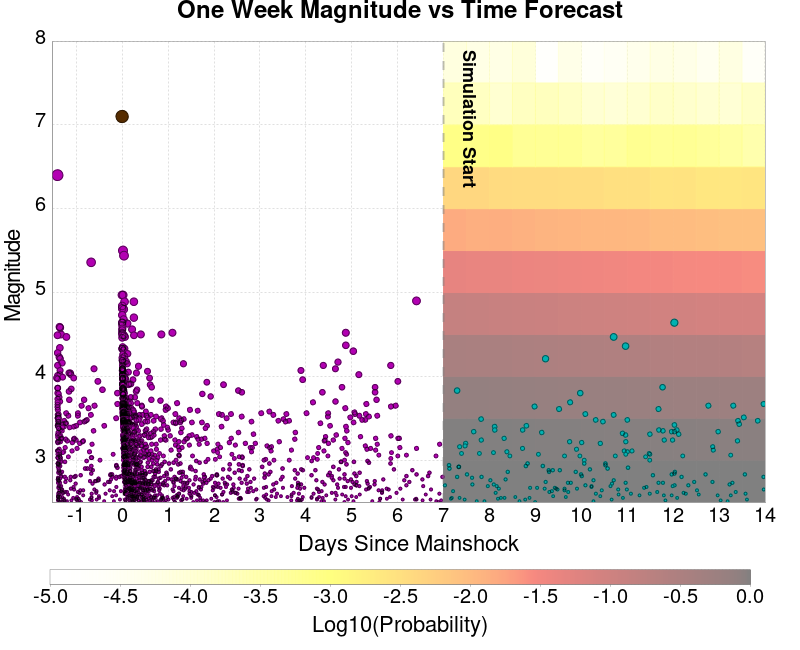 One Week Magnitude vs Time Forecast
8
7
6
5
4
3
Magnitude
Simulation Start
-1 0 1 2 3 4 5 6 7 8 9 10 11 12 13 14
Days Since Mainshock
-5.0 -4.5 -4.0 -3.5 -3.0 -2.5 -2.0 -1.5 -1.0 -0.5 0.0
Log10(Probability)